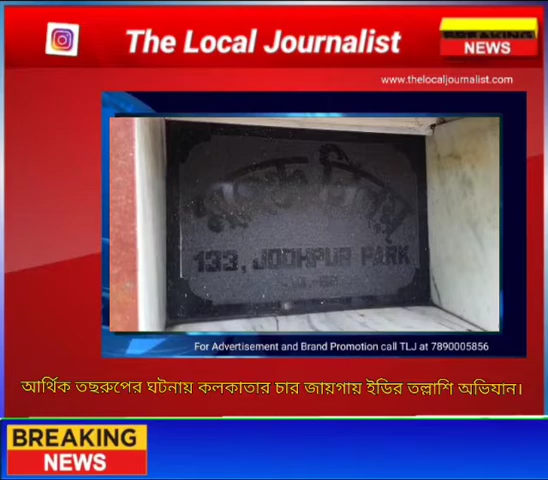 The Local Journalist
BREAKING
NEWS
www.thelocaljournalist.com
133, JODHPUR PARK
For Advertisement and Brand Promotion call TLJ at 7890005856
আর্থিক তছরুপের ঘটনায় কলকাতার চার জায়গায় ইডির তল্লাশি অভিযান।
BREAKING
NEWS